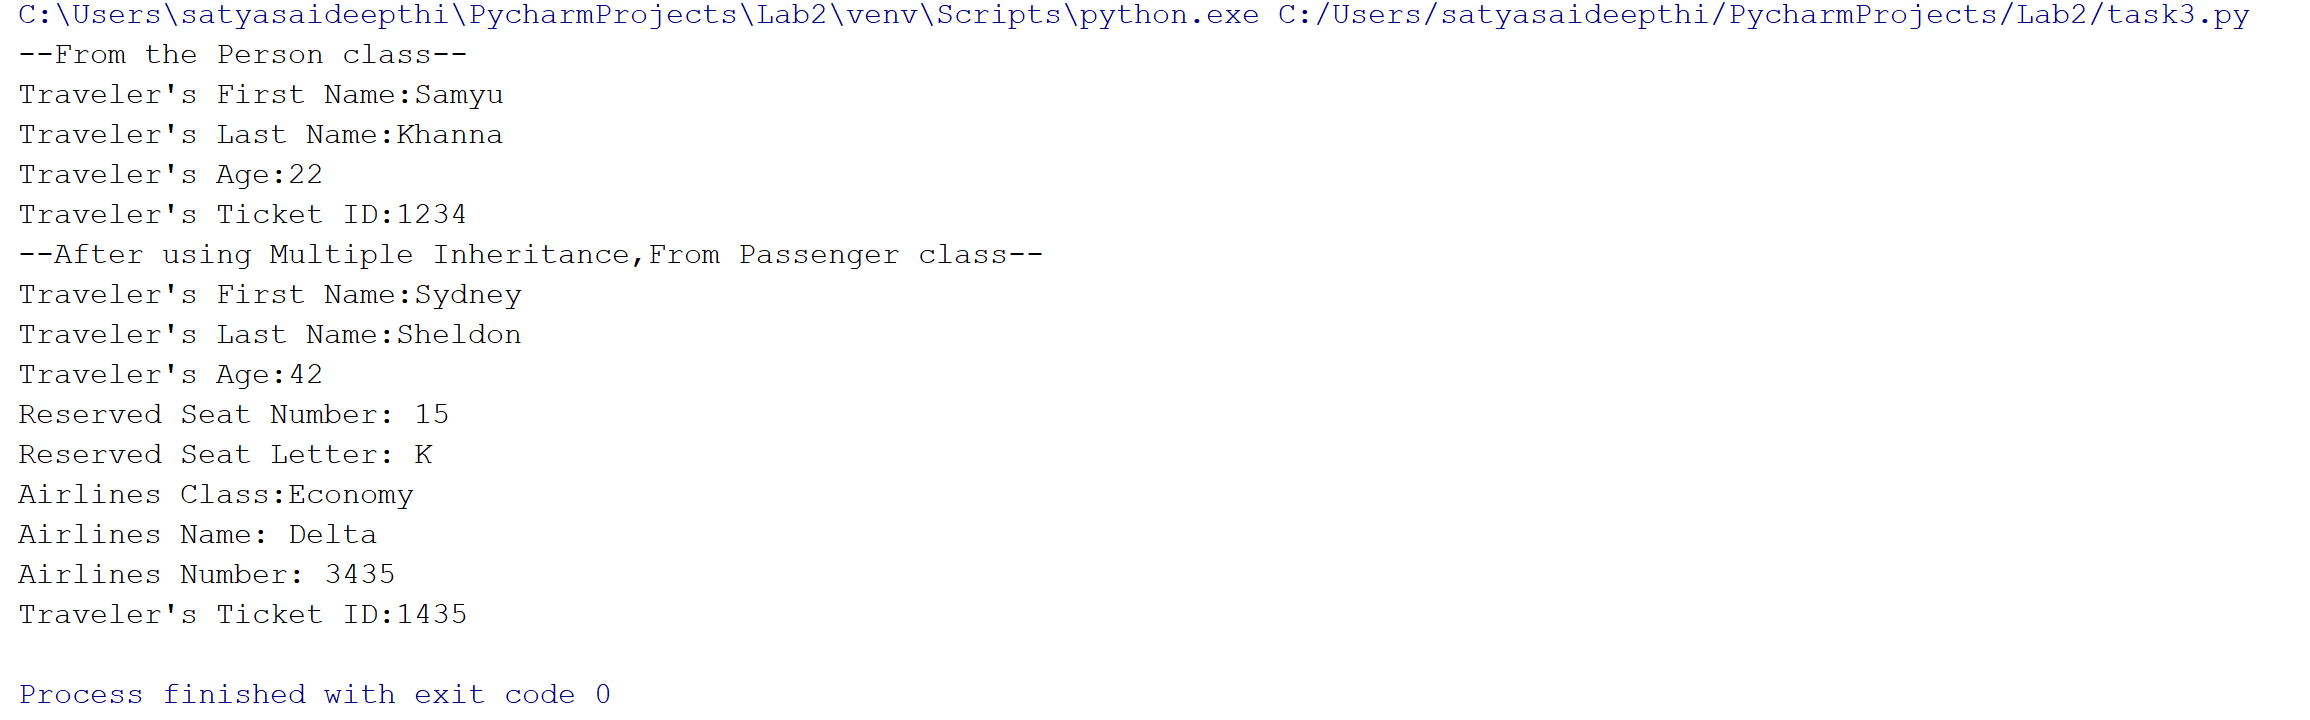 C:\Users\satyasaideepthi\PycharmProjects\Lab2\venv\Scripts\python.exe C:/Users/satyasaideepthi/PycharmProjects/Lab2/task3.py
--From the Person class--
Traveler's First Name:Samyu
Traveler's Last Name:Khanna
Traveler's Age:22
Traveler's Ticket ID:1234
--After using Multiple Inheritance,From Passenger class--
Traveler's First Name:Sydney
Traveler's Last Name:Sheldon
Traveler's Age:42
Reserved Seat Number: 15
Reserved Seat Letter: K
Airlines Class:Economy
Airlines Name: Delta
Airlines Number: 3435
Traveler's Ticket ID:1435
Process finished with exit code 0